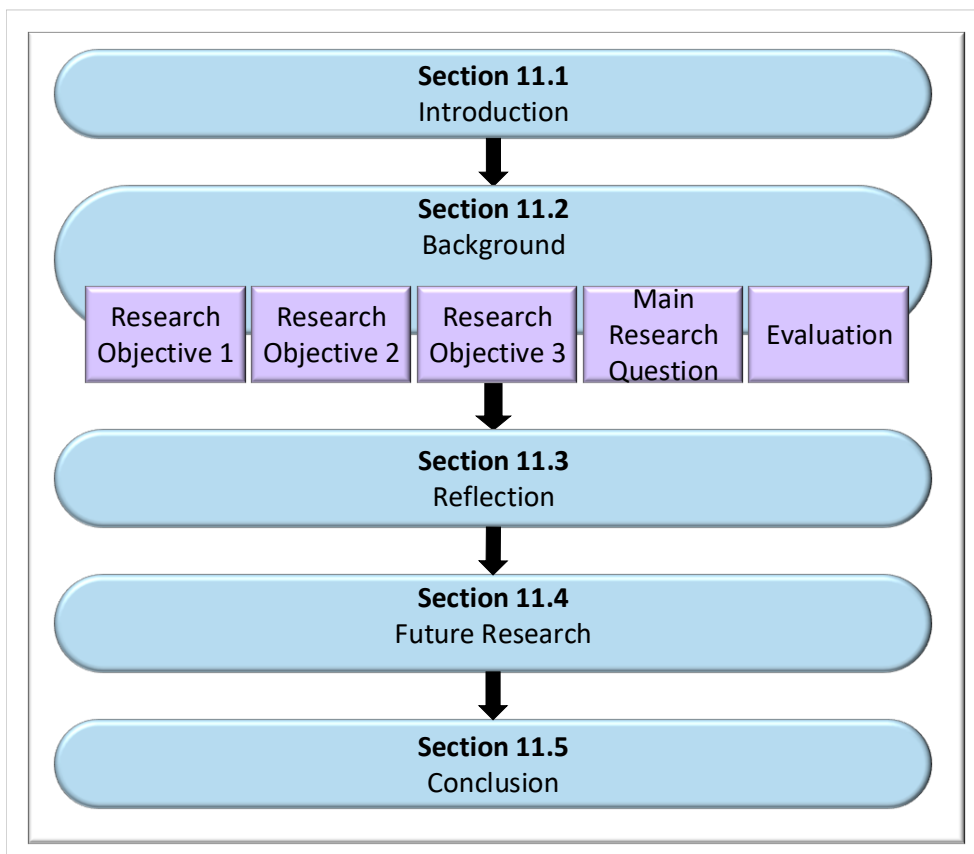 Section 11.1
Introduction
Section 11.2
Background
Research
Objective 1
Research
Objective 2
Research
Objective 3
Main
Research
Question
Evaluation
Section 11.3
Reflection
Section 11.4
Future Research
Section 11.5
Conclusion